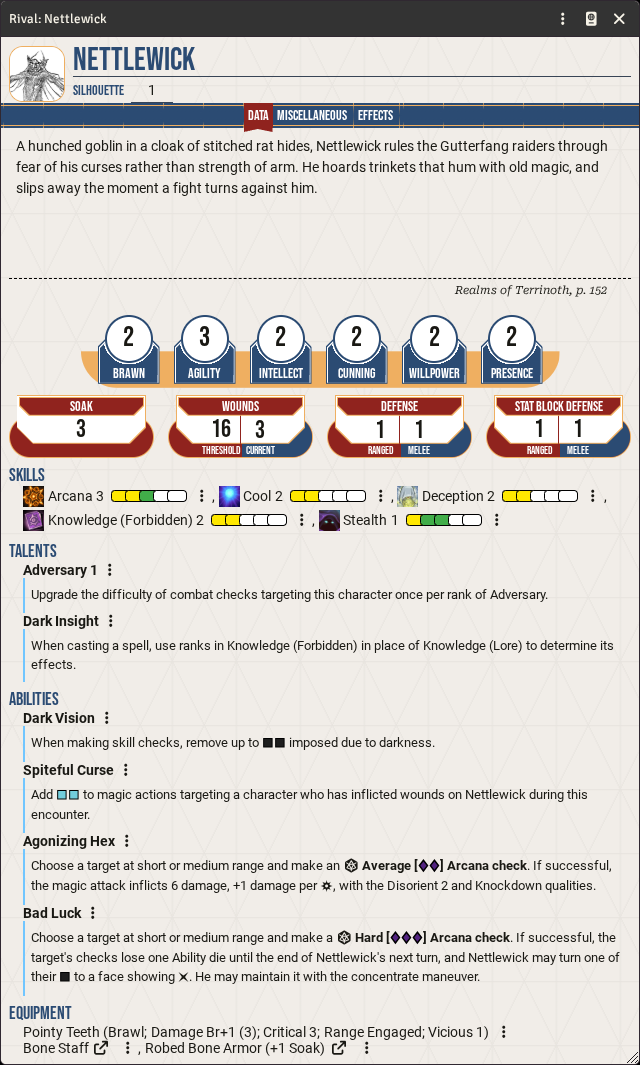 Rival: Nettlewick
NETTLEWICK
SILHOUETTE 1
DATA MISCELLANEOUS EFFECTS
A hunched goblin in a cloak of stitched rat hides, Nettlewick rules the Gutterfang raiders through
fear of his curses rather than strength of arm. He hoards trinkets that hum with old magic, and
slips away the moment a fight turns against him.
Realms of Terrinoth, p. 152
2 3 2 2 2 2
BRAWN AGILITY INTELLECT CUNNING WILLPOWER PRESENCE
SOAK WOUNDS DEFENSE STAT BLOCK DEFENSE
3 16 3 1 1 1 1
THRESHOLD CURRENT RANGED MELEE RANGED MELEE
SKILLS
Arcana 3 , Cool 2 , Deception 2 ,
Knowledge (Forbidden) 2 , Stealth 1
TALENTS
Adversary 1
Upgrade the difficulty of combat checks targeting this character once per rank of Adversary.
Dark Insight
When casting a spell, use ranks in Knowledge (Forbidden) in place of Knowledge (Lore) to determine its
effects.
ABILITIES
Dark Vision
When making skill checks, remove up to imposed due to darkness.
Spiteful Curse
Add to magic actions targeting a character who has inflicted wounds on Nettlewick during this
encounter.
Agonizing Hex
Choose a target at short or medium range and make an Average [] Arcana check. If successful,
the magic attack inflicts 6 damage, +1 damage per , with the Disorient 2 and Knockdown qualities.
Bad Luck
Choose a target at short or medium range and make a Hard [] Arcana check. If successful, the
target's checks lose one Ability die until the end of Nettlewick's next turn, and Nettlewick may turn one of
their to a face showing . He may maintain it with the concentrate maneuver.
EQUIPMENT
Pointy Teeth (Brawl; Damage Br+1 (3); Critical 3; Range Engaged; Vicious 1)
Bone Staff , Robed Bone Armor (+1 Soak)